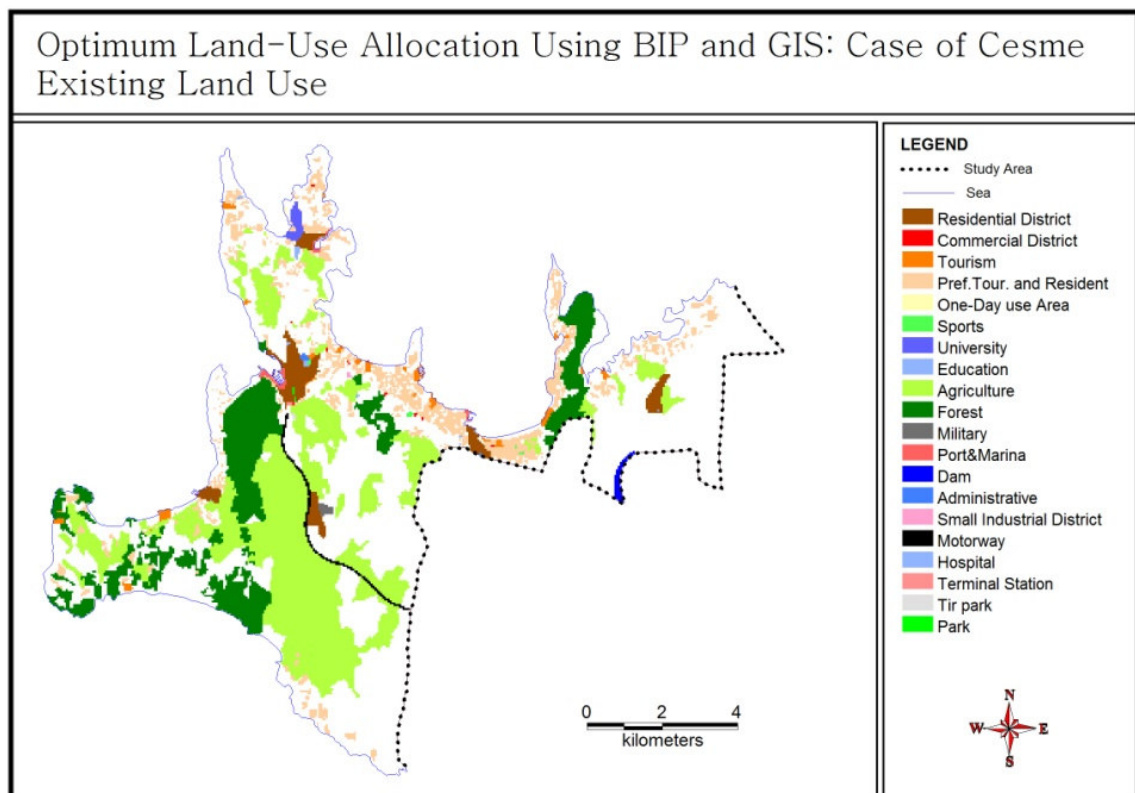 Optimum Land-Use Allocation Using BIP and GIS: Case of Cesme
Existing Land Use
LEGEND
Study Area
Sea
Residential District
Commercial District
Tourism
Pref.Tour. and Resident
One-Day use Area
Sports
University
Education
Agriculture
Forest
Military
Port&Marina
Dam
Administrative
Small Industrial District
Motorway
Hospital
Terminal Station
Tir park
Park
0 2 4
kilometers
N
W E
S